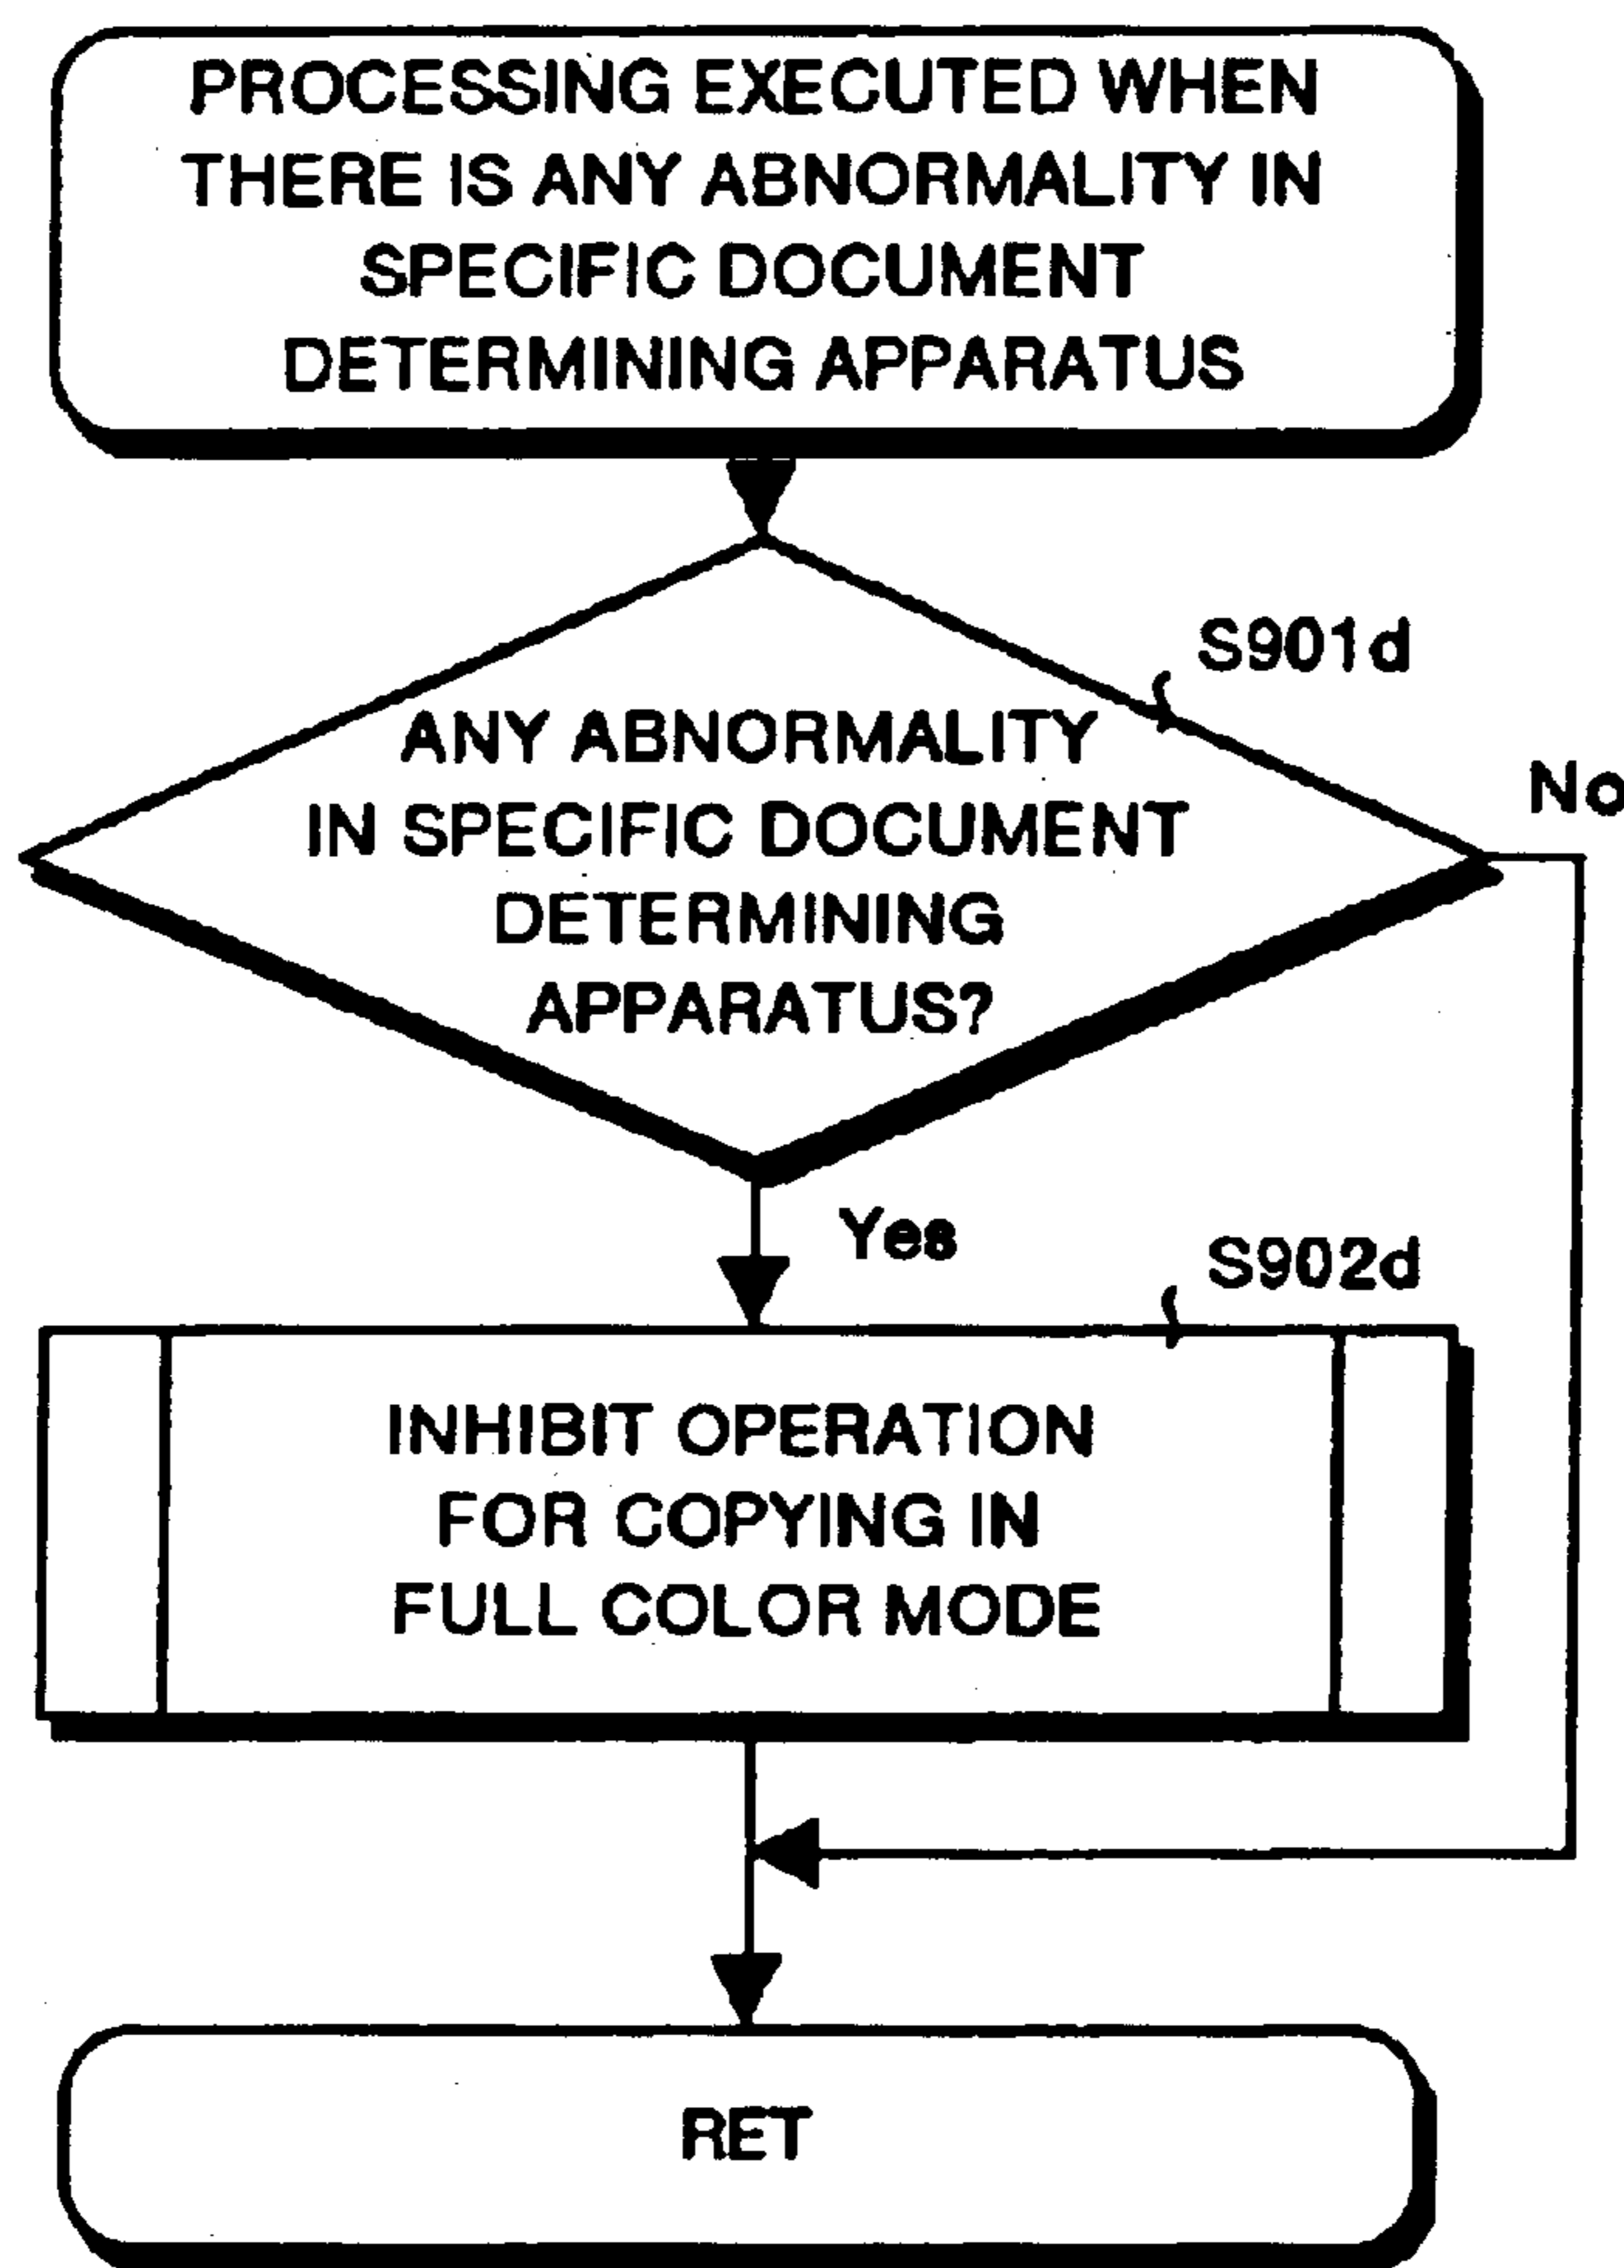 PROCESSING EXECUTED WHEN
THERE IS ANY ABNORMALITY IN
SPECIFIC DOCUMENT
DETERMINING APPARATUS
S901d
ANY ABNORMALITY
IN SPECIFIC DOCUMENT
DETERMINING
APPARATUS?
No
Yes
S902d
INHIBIT OPERATION
FOR COPYING IN
FULL COLOR MODE
RET